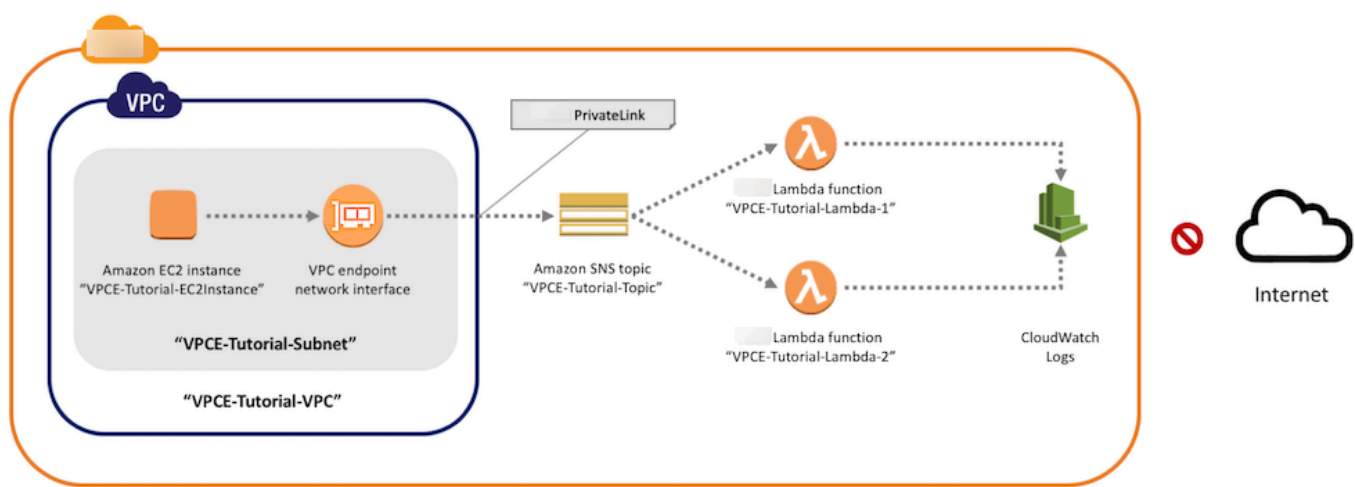 VPC
PrivateLink
Lambda function
“VPCE-Tutorial-Lambda-1”
Amazon EC2 instance
“VPCE-Tutorial-EC2Instance”
VPC endpoint
network interface
Amazon SNS topic
“VPCE-Tutorial-Topic”
Internet
“VPCE-Tutorial-Subnet”
Lambda function
“VPCE-Tutorial-Lambda-2”
CloudWatch
Logs
“VPCE-Tutorial-VPC”